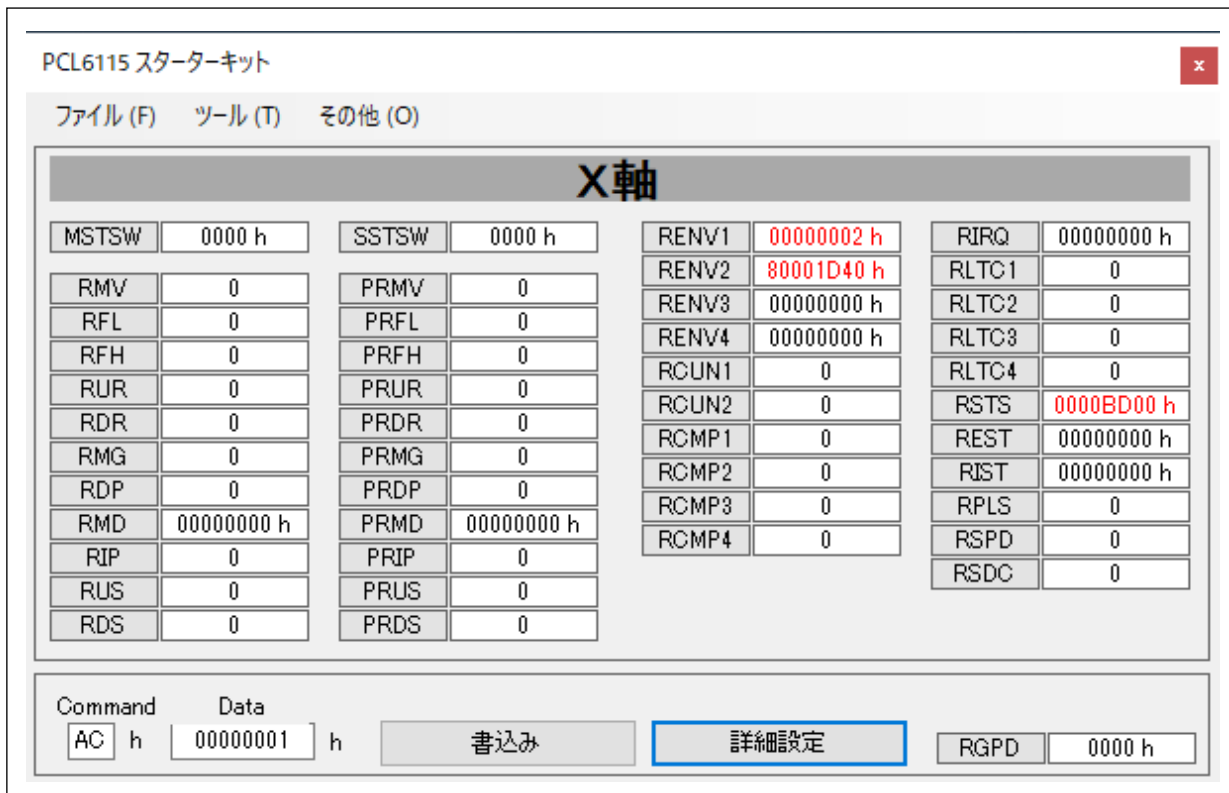 PCL6115 スターターキット x
ファイル (F) ツール (T) その他 (O)
X軸
MSTSW 0000 h SSTSW 0000 h RENV1 00000002 h RIRQ 00000000 h
RENV2 80001D40 h RLTC1 0
RMV 0 PRMV 0 RENV3 00000000 h RLTC2 0
RFL 0 PRFL 0 RENV4 00000000 h RLTC3 0
RFH 0 PRFH 0 RCUN1 0 RLTC4 0
RUR 0 PRUR 0 RCUN2 0 RSTS 0000BD00 h
RDR 0 PRDR 0 RCMP1 0 REST 00000000 h
RMG 0 PRMG 0 RCMP2 0 RIST 00000000 h
RDP 0 PRDP 0 RCMP3 0 RPLS 0
RMD 00000000 h PRMD 00000000 h RCMP4 0 RSPD 0
RIP 0 PRIP 0 RSDC 0
RUS 0 PRUS 0
RDS 0 PRDS 0
Command Data
AC h 00000001 h 書込み 詳細設定 RGPD 0000 h